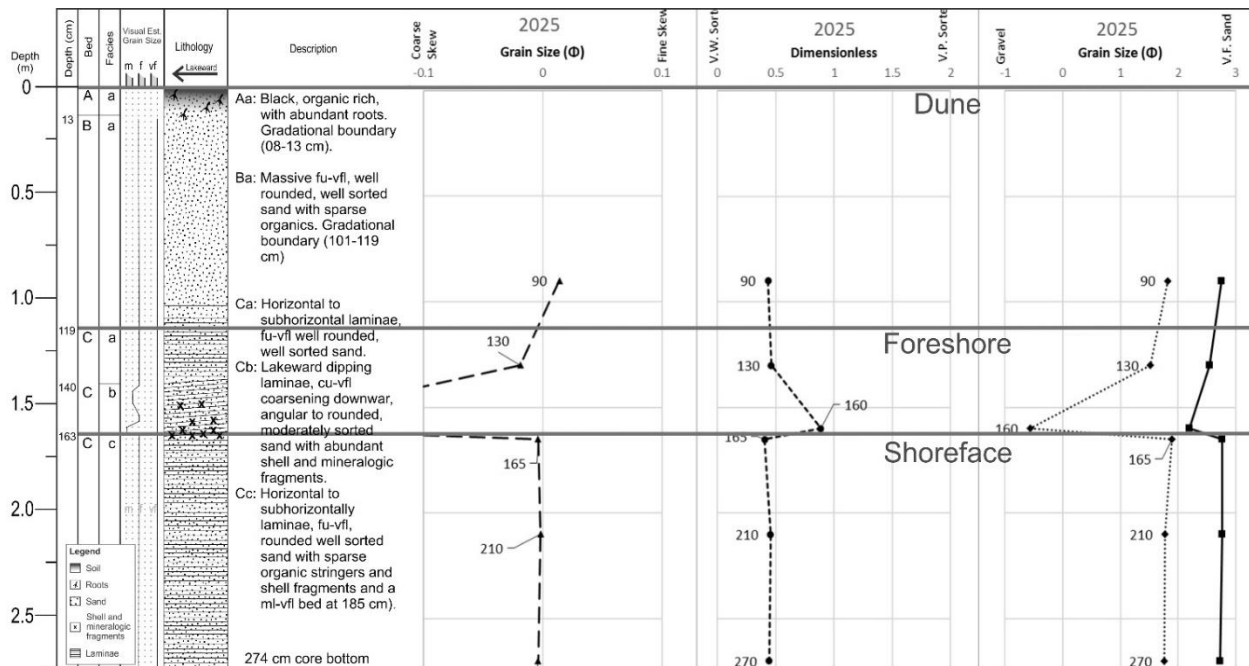 Depth
(m)
Depth (cm)
Bed
Facies
Visual Est.
Grain Size
m f vf
Lithology
Lakeward
Description
Coarse
Skew
2025
Grain Size (Φ)
Fine Skew
-0.1 0 0.1
V.W. Sorte
2025
Dimensionless
V.P. Sorte
0 0.5 1 1.5 2
Gravel
2025
Grain Size (Φ)
V.F. Sand
-1 0 1 2 3
0
0.5
1.0
1.5
2.0
2.5
13
119
140
163
A a
B a
C a
C b
C c
m f vf
Aa: Black, organic rich,
with abundant roots.
Gradational boundary
(08-13 cm).
Ba: Massive fu-vfl, well
rounded, well sorted
sand with sparse
organics. Gradational
boundary (101-119
cm)
Ca: Horizontal to
subhorizontal laminae,
fu-vfl well rounded,
well sorted sand.
Cb: Lakeward dipping
laminae, cu-vfl
coarsening downwar,
angular to rounded,
moderately sorted
sand with abundant
shell and mineralogic
fragments.
Cc: Horizontal to
subhorizontally
laminae, fu-vfl,
rounded well sorted
sand with sparse
organic stringers and
shell fragments and a
ml-vfl bed at 185 cm).
274 cm core bottom
Legend
Soil
Roots
Sand
Shell and
mineralogic
fragments
Laminae
90
130
165
210
90
130
160
165
210
270
90
130
160
165
210
270
Dune
Foreshore
Shoreface